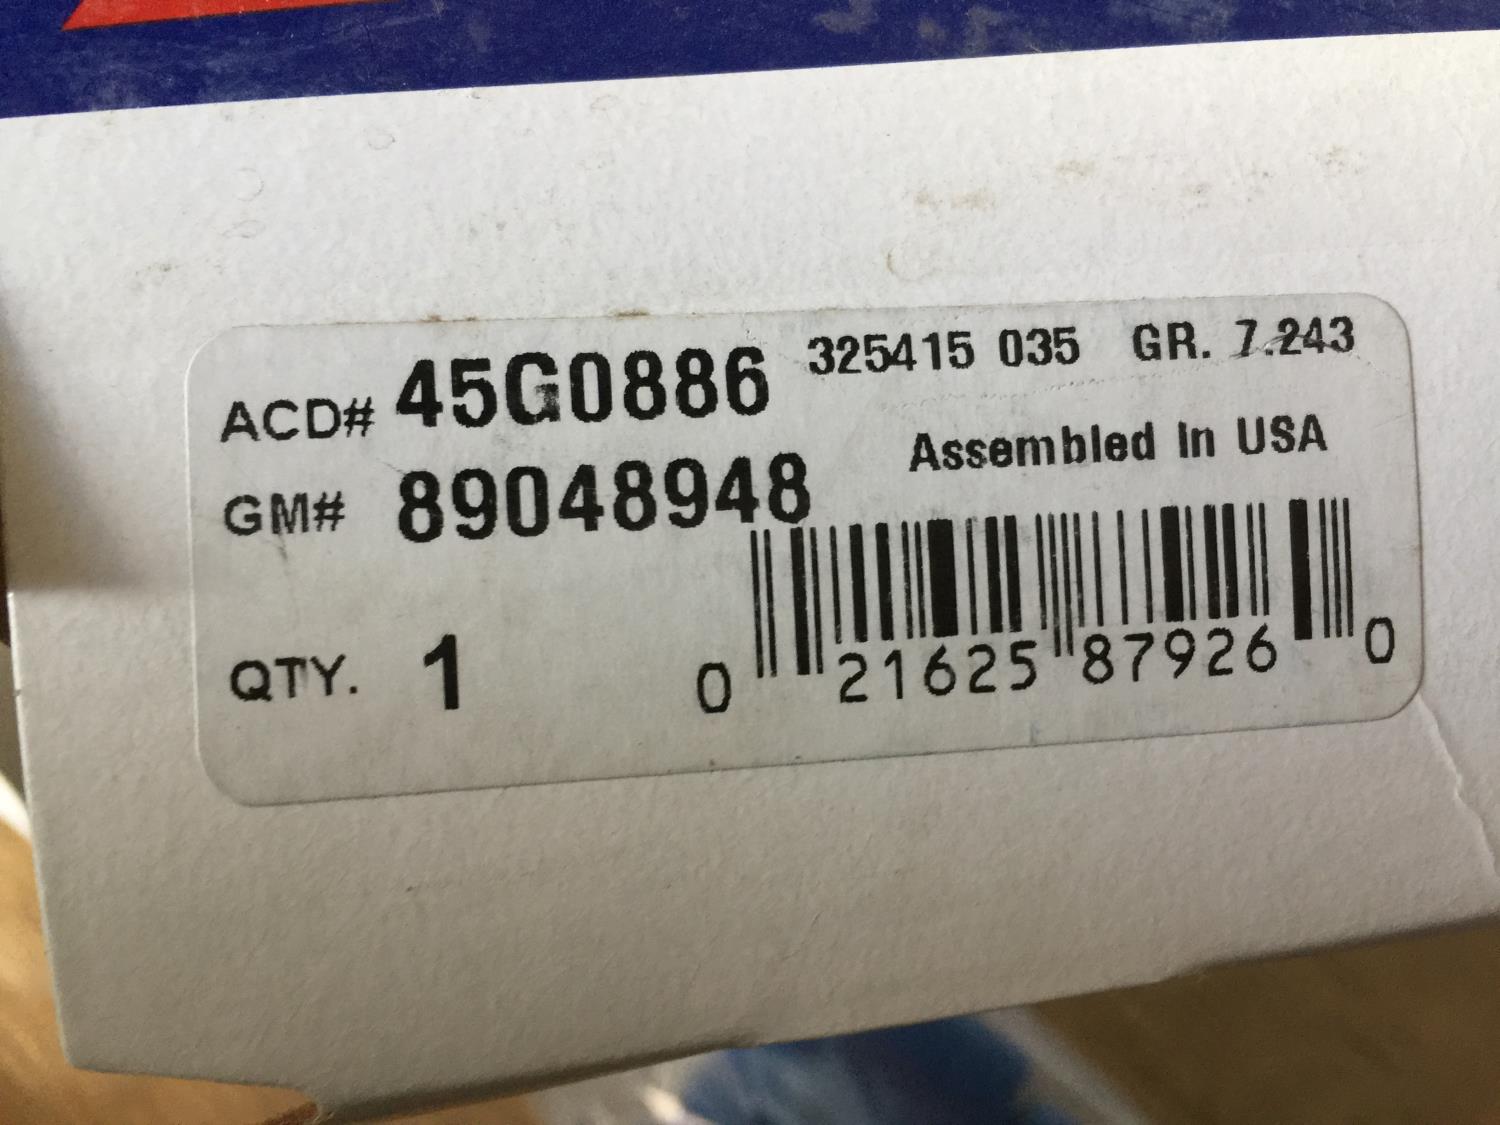 ACD# 45G0886 325415 035 GR. 7.243
Assembled In USA
GM# 89048948
QTY. 1
0 21625 87926 0